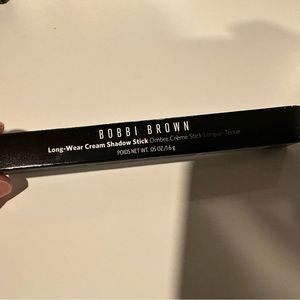 BOBBI BROWN
Long-Wear Cream Shadow Stick Ombre Crème Stick Longue Tenue
POIDS NET WT. .05 OZ/1.6 g